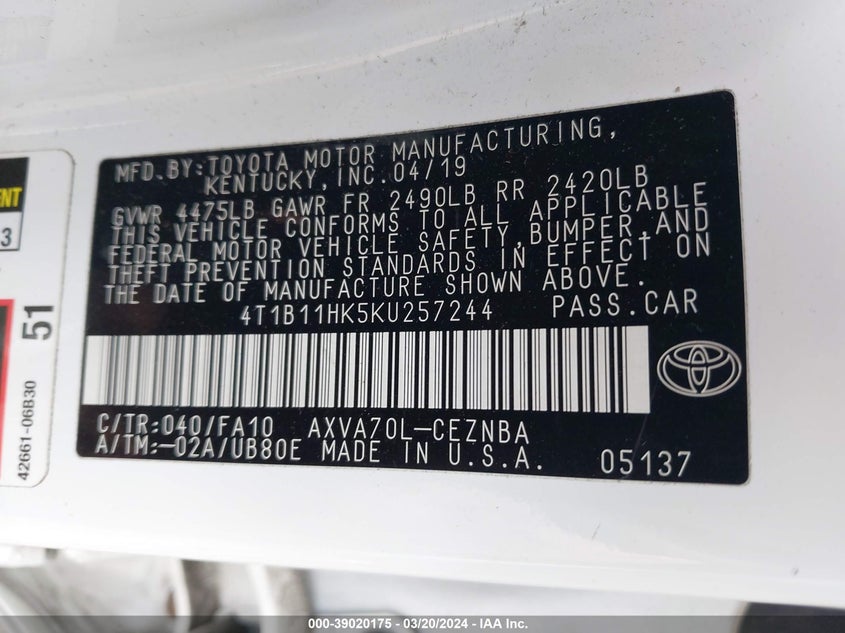 MFD.BY:TOYOTA MOTOR MANUFACTURING,
KENTUCKY,INC.04/19
GVWR 4475LB GAWR FR 2490LB RR 2420LB
THIS VEHICLE CONFORMS TO ALL APPLICABLE
FEDERAL MOTOR VEHICLE SAFETY,BUMPER,AND
THEFT PREVENTION STANDARDS IN EFFECT ON
THE DATE OF MANUFACTURE SHOWN ABOVE.
4T1B11HK5KU257244 PASS.CAR
C/TR:040/FA10 AXVA70L-CEZNBA
A/TM:-02A/UB80E MADE IN U.S.A. 05137
51
42661-06B30
000-39020175 - 03/20/2024 - IAA Inc.